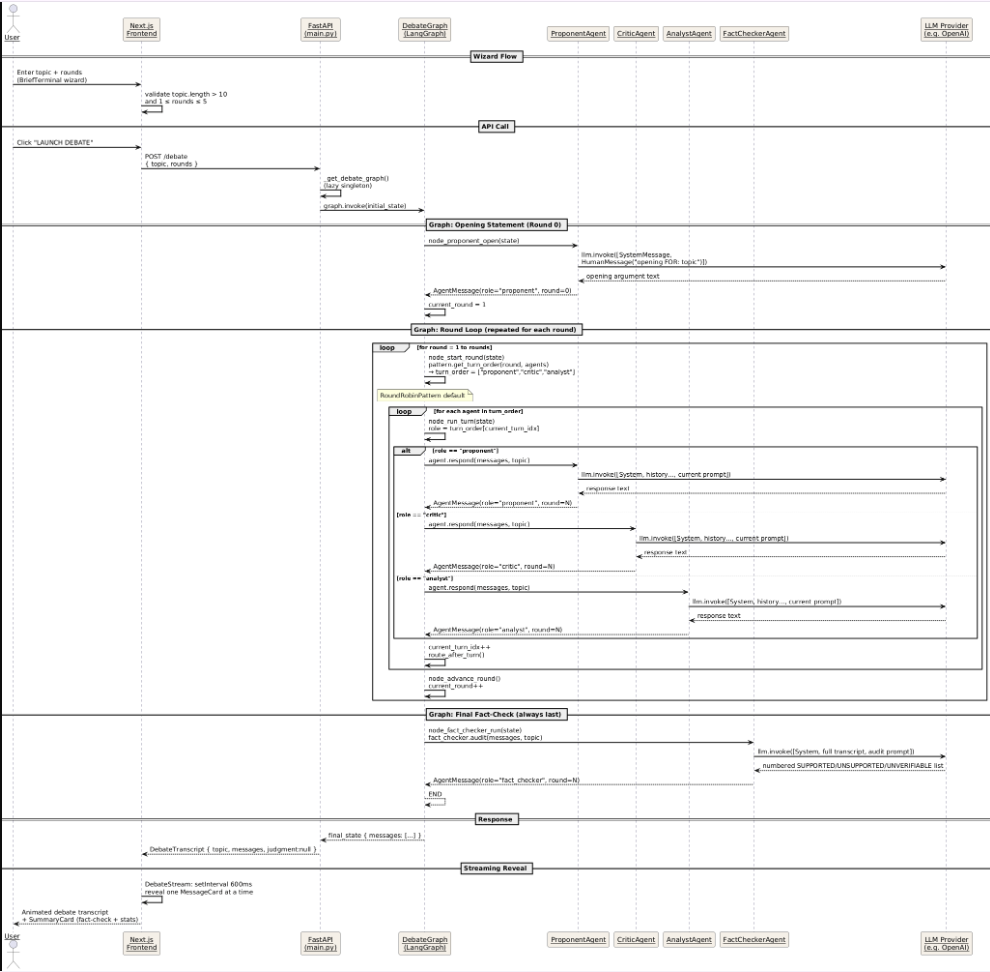 User
Next.js
Frontend
FastAPI
(main.py)
DebateGraph
(LangGraph)
ProponentAgent
CriticAgent
AnalystAgent
FactCheckerAgent
LLM Provider
(e.g. OpenAI)
Wizard Flow
Enter topic + rounds
(BriefTerminal wizard)
validate topic.length > 10
and 1 ≤ rounds ≤ 5
API Call
Click "LAUNCH DEBATE"
POST /debate
{ topic, rounds }
_get_debate_graph()
(lazy singleton)
graph.invoke(initial_state)
Graph: Opening Statement (Round 0)
node_proponent_open(state)
llm.invoke([SystemMessage,
HumanMessage("opening FOR: topic")])
opening argument text
AgentMessage(role="proponent", round=0)
current_round = 1
Graph: Round Loop (repeated for each round)
loop
[for round = 1 to rounds]
node_start_round(state)
pattern.get_turn_order(round, agents)
→ turn_order = ["proponent","critic","analyst"]
RoundRobinPattern default
loop
[for each agent in turn_order]
node_run_turn(state)
role = turn_order[current_turn_idx]
alt
[role == "proponent"]
agent.respond(messages, topic)
llm.invoke([System, history..., current prompt])
response text
AgentMessage(role="proponent", round=N)
[role == "critic"]
agent.respond(messages, topic)
llm.invoke([System, history..., current prompt])
response text
AgentMessage(role="critic", round=N)
[role == "analyst"]
agent.respond(messages, topic)
llm.invoke([System, history..., current prompt])
response text
AgentMessage(role="analyst", round=N)
current_turn_idx++
route_after_turn()
node_advance_round()
current_round++
Graph: Final Fact-Check (always last)
node_fact_checker_run(state)
fact_checker.audit(messages, topic)
llm.invoke([System, full transcript, audit prompt])
numbered SUPPORTED/UNSUPPORTED/UNVERIFIABLE list
AgentMessage(role="fact_checker", round=N)
END
Response
final_state { messages: [...] }
DebateTranscript { topic, messages, judgment:null }
Streaming Reveal
DebateStream: setInterval 600ms
reveal one MessageCard at a time
Animated debate transcript
+ SummaryCard (fact-check + stats)
User
Next.js
Frontend
FastAPI
(main.py)
DebateGraph
(LangGraph)
ProponentAgent
CriticAgent
AnalystAgent
FactCheckerAgent
LLM Provider
(e.g. OpenAI)